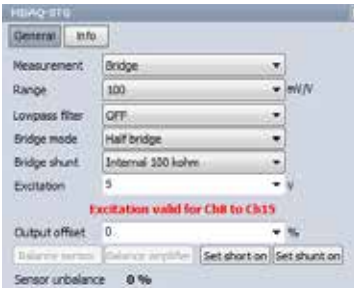 MDAQ-STG
General Info
Measurement Bridge
Range 100 mV/V
Lowpass filter OFF
Bridge mode Half bridge
Bridge shunt Internal 100 kohm
Excitation 5 V
Excitation valid for Ch8 to Ch15
Output offset 0 %
Balance sensor Balance amplifier Set short on Set shunt on
Sensor unbalance 0 %